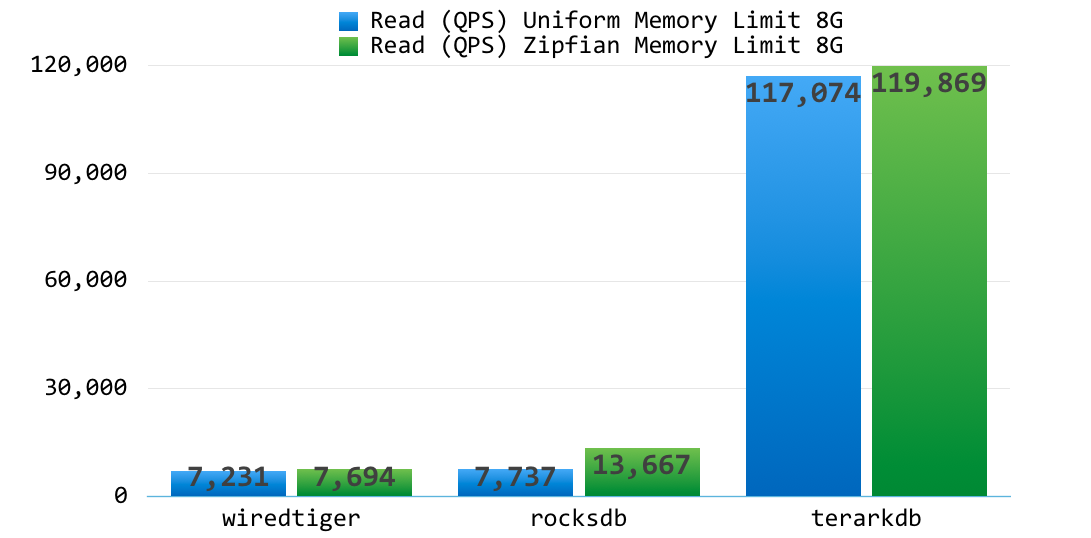 Read (QPS) Uniform Memory Limit 8G
Read (QPS) Zipfian Memory Limit 8G
120,000
90,000
60,000
30,000
0
117,074
119,869
7,231
7,694
7,737
13,667
wiredtiger
rocksdb
terarkdb